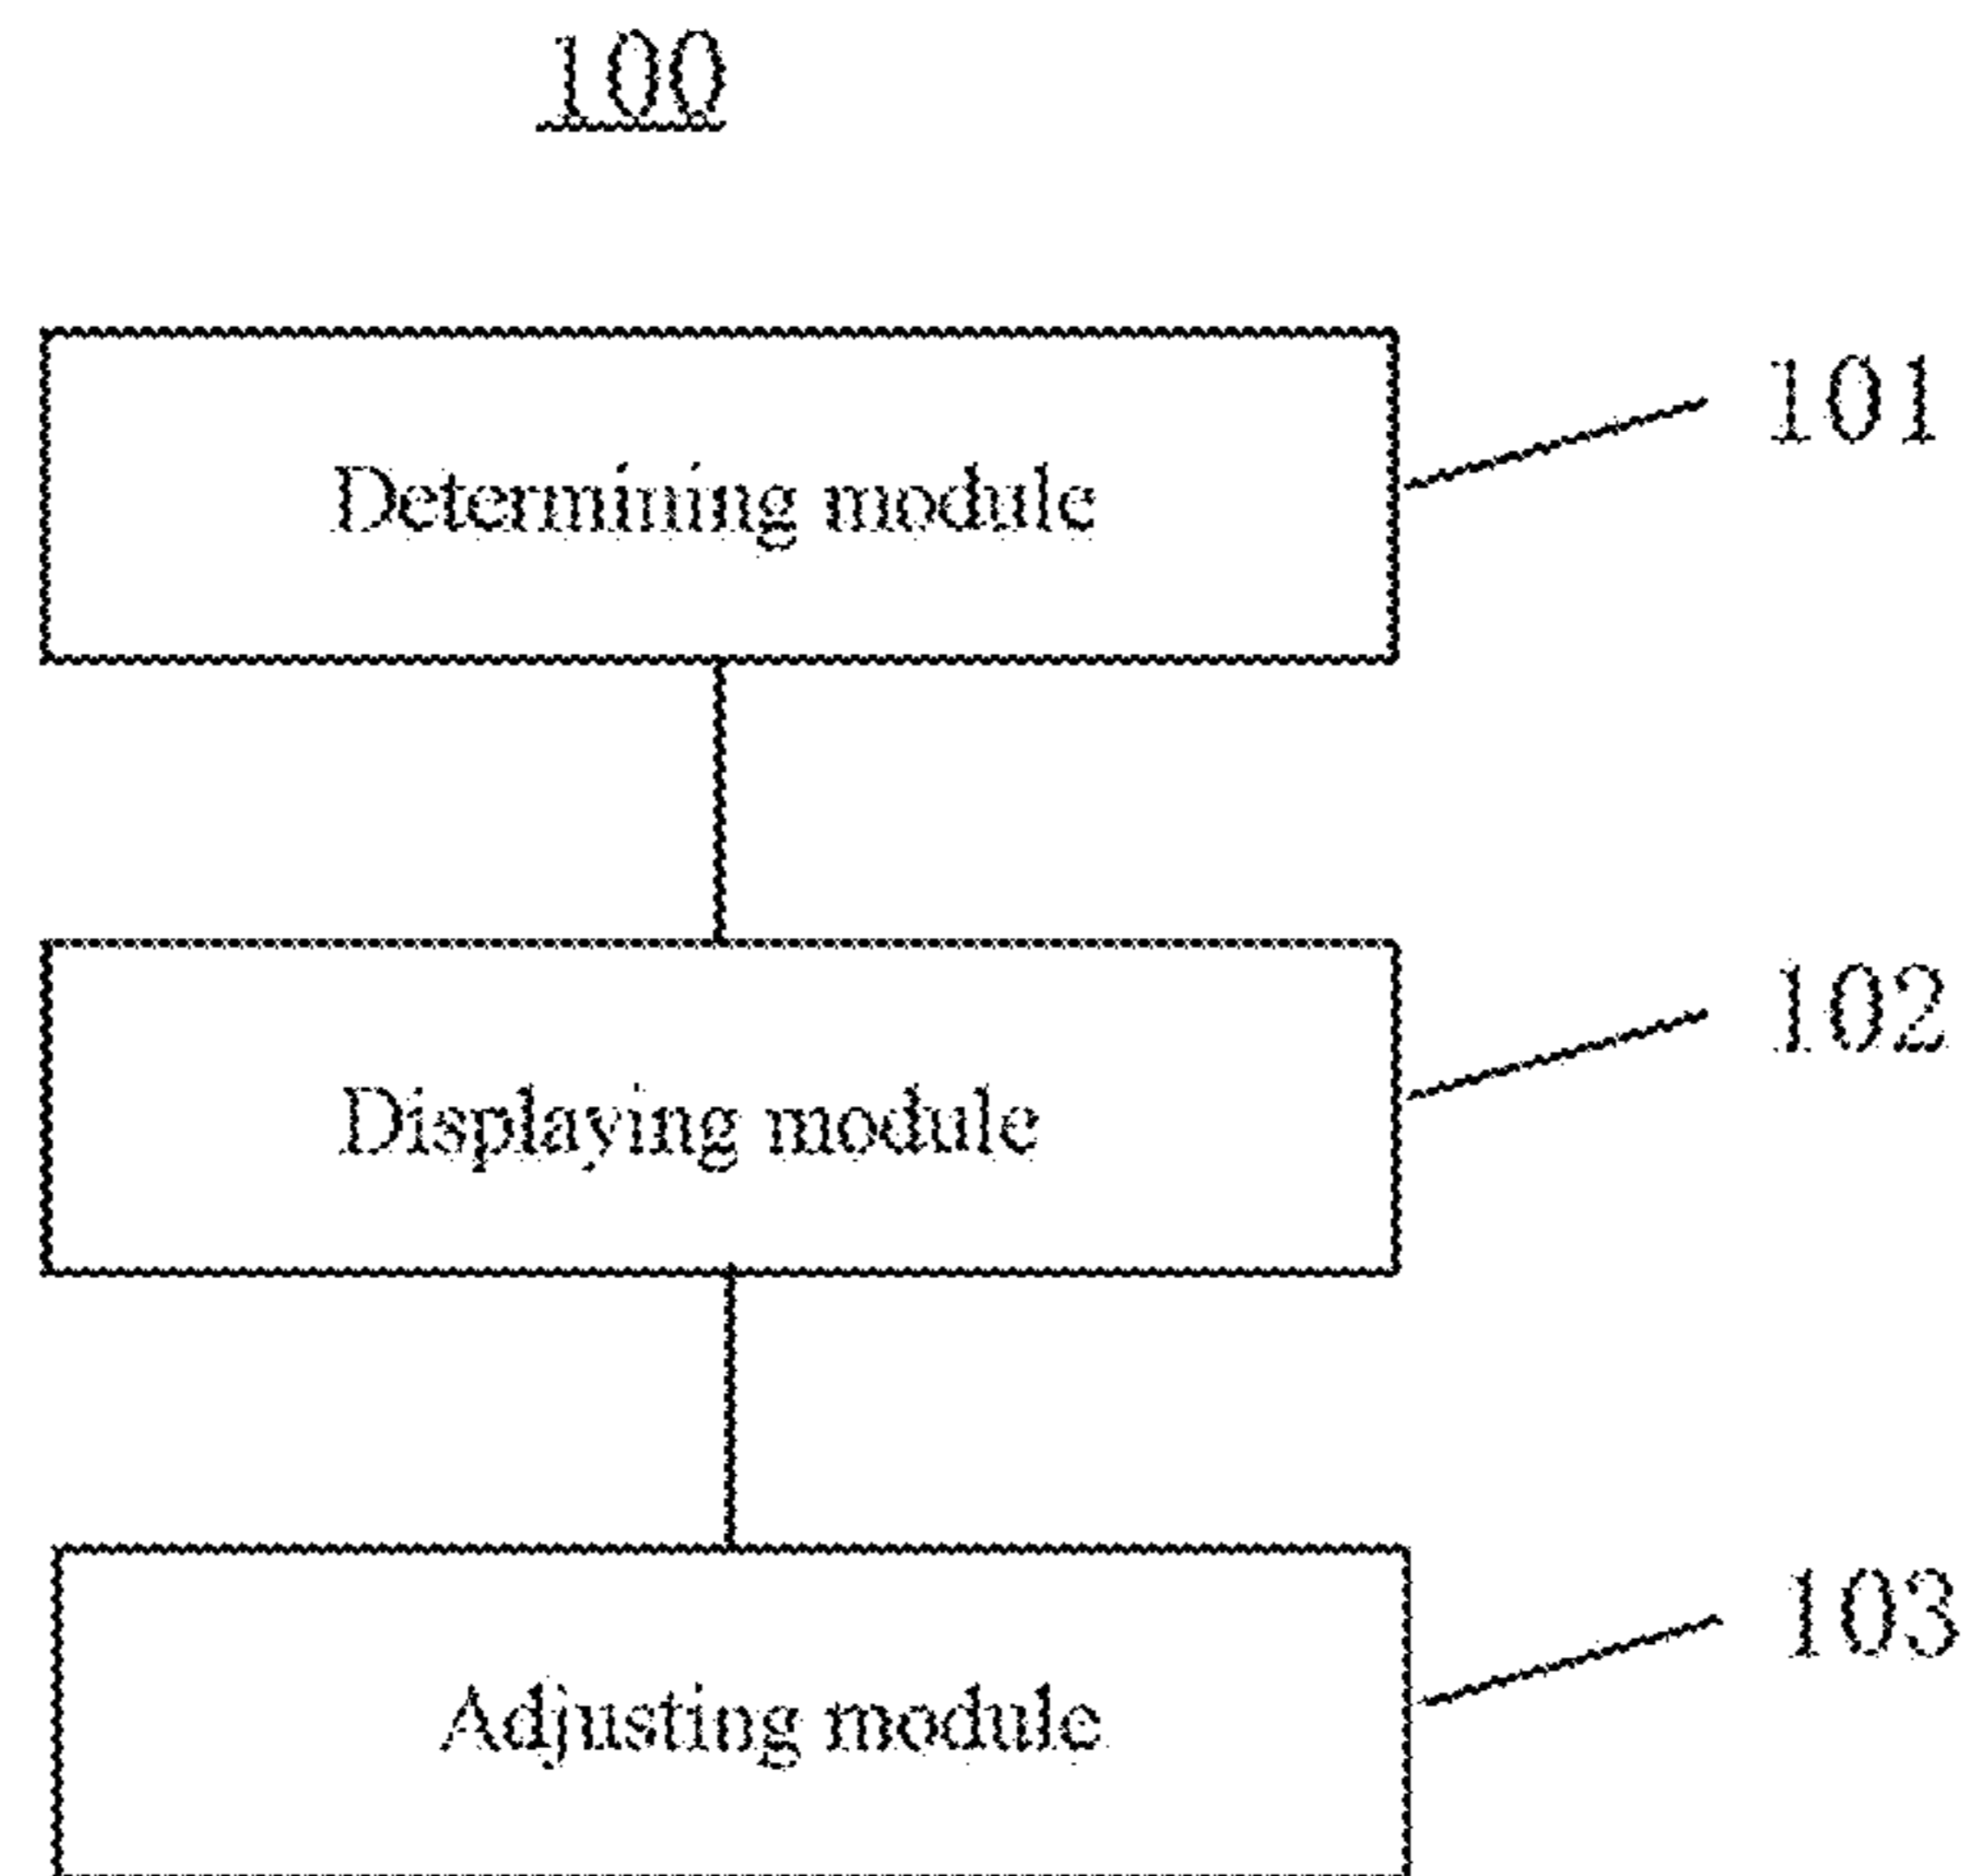 100
Determining module
101
Displaying module
102
Adjusting module
103